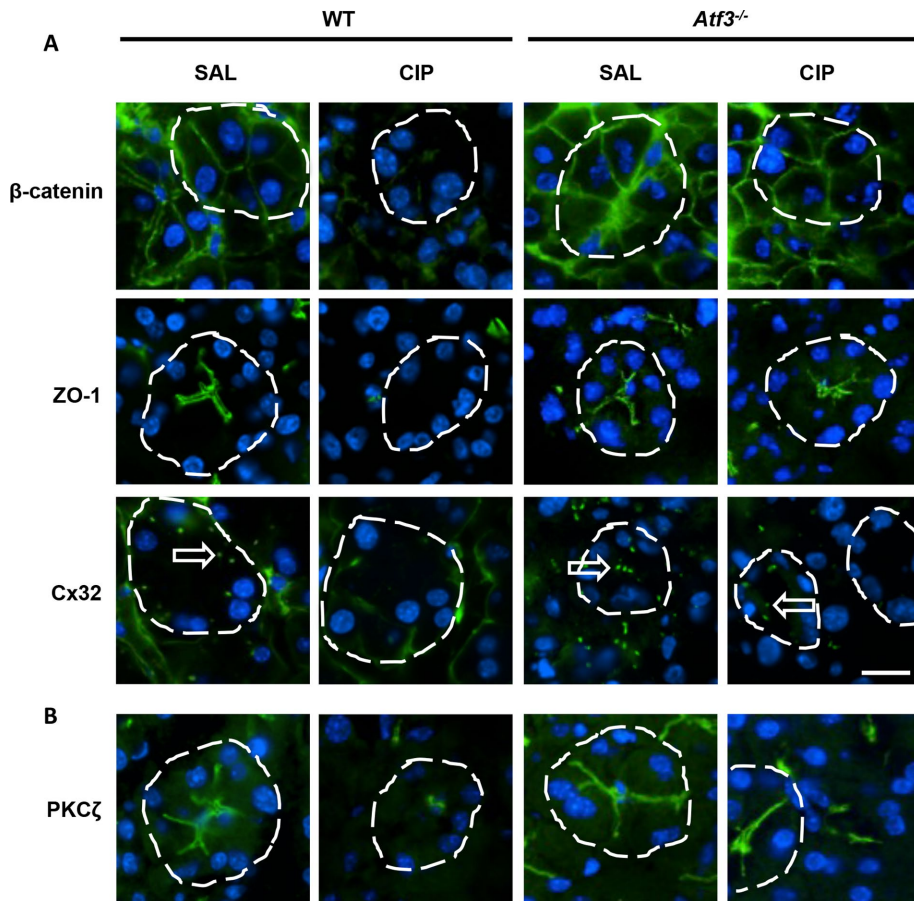 WT Atf3-/-
A
SAL CIP SAL CIP
β-catenin
ZO-1
Cx32
B
PKCζ